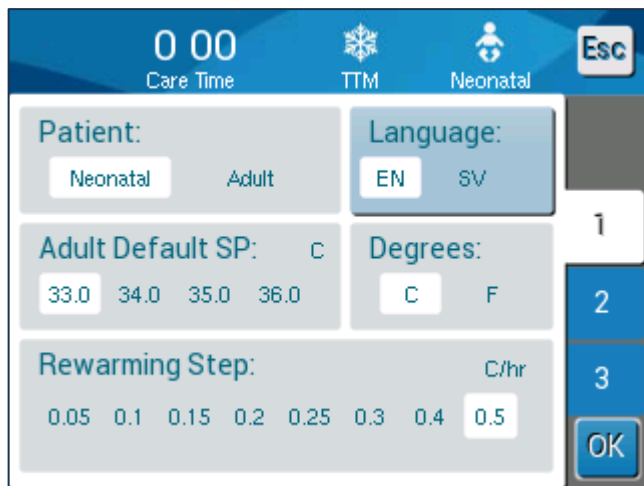 0 00
Care Time
TTM
Neonatal
Esc
Patient:
Neonatal Adult
Language:
EN SV
Adult Default SP: C
33.0 34.0 35.0 36.0
Degrees:
C F
Rewarming Step: C/hr
0.05 0.1 0.15 0.2 0.25 0.3 0.4 0.5
1
2
3
OK